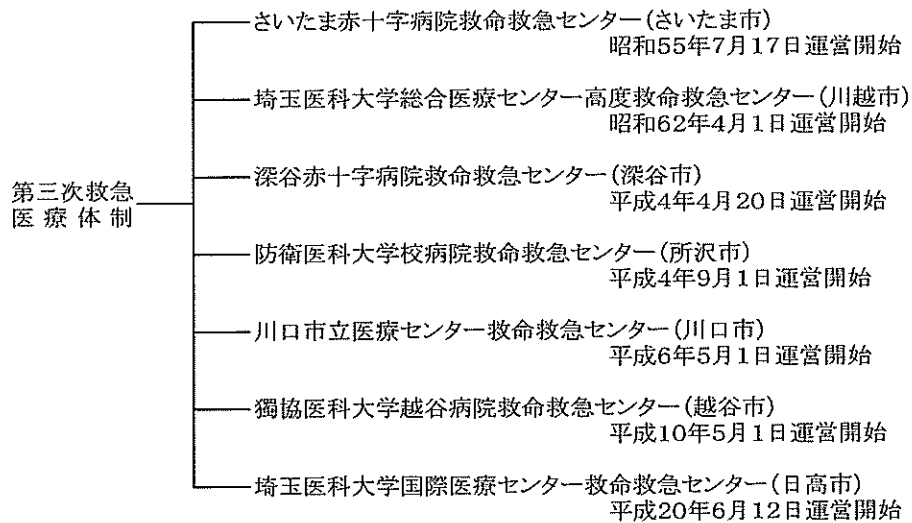 さいたま赤十字病院救命救急センター(さいたま市)
昭和55年7月17日運営開始
埼玉医科大学総合医療センター高度救命救急センター(川越市)
昭和62年4月1日運営開始
深谷赤十字病院救命救急センター(深谷市)
平成4年4月20日運営開始
第三次救急
医療体制
防衛医科大学校病院救命救急センター(所沢市)
平成4年9月1日運営開始
川口市立医療センター救命救急センター(川口市)
平成6年5月1日運営開始
獨協医科大学越谷病院救命救急センター(越谷市)
平成10年5月1日運営開始
埼玉医科大学国際医療センター救命救急センター(日高市)
平成20年6月12日運営開始